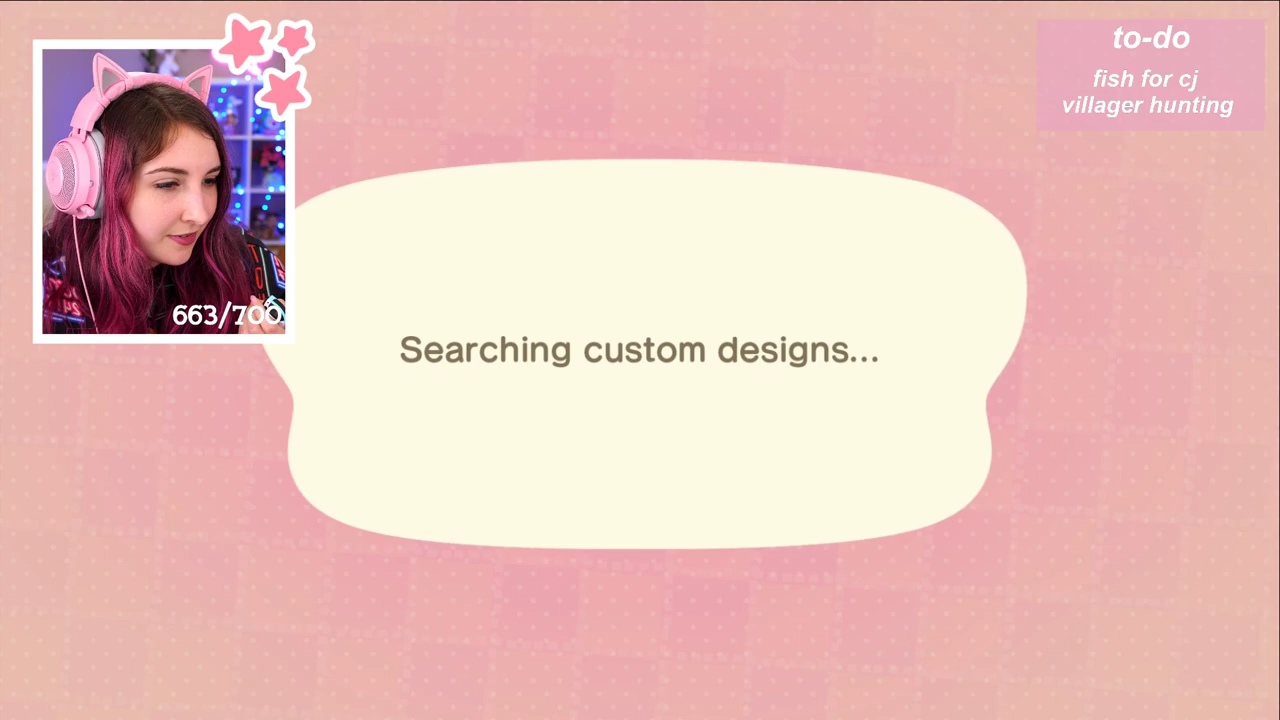 to-do
fish for cj
villager hunting
663/700
Searching custom designs...